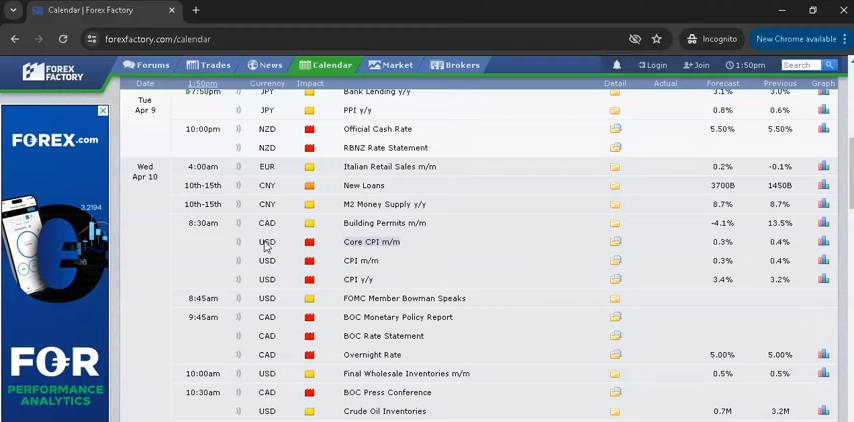 Calendar | Forex Factory
forexfactory.com/calendar
Incognito
New Chrome available
FOREX FACTORY
Forums Trades News Calendar Market Brokers
Login Join 1:50pm Search
Date 1:50pm Currency Impact Detail Actual Forecast Previous Graph
Tue
Apr 9
7:50pm JPY Bank Lending y/y 3.1% 3.0%
JPY PPI y/y 0.8% 0.6%
10:00pm NZD Official Cash Rate 5.50% 5.50%
NZD RBNZ Rate Statement
Wed
Apr 10
4:00am EUR Italian Retail Sales m/m 0.2% -0.1%
10th-15th CNY New Loans 3700B 1450B
10th-15th CNY M2 Money Supply y/y 8.7% 8.7%
8:30am CAD Building Permits m/m -4.1% 13.5%
USD Core CPI m/m 0.3% 0.4%
USD CPI m/m 0.3% 0.4%
USD CPI y/y 3.4% 3.2%
8:45am USD FOMC Member Bowman Speaks
9:45am CAD BOC Monetary Policy Report
CAD BOC Rate Statement
CAD Overnight Rate 5.00% 5.00%
10:00am USD Final Wholesale Inventories m/m 0.5% 0.5%
10:30am CAD BOC Press Conference
USD Crude Oil Inventories 0.7M 3.2M
FOREX.com
3.2194
FOR
PERFORMANCE
ANALYTICS